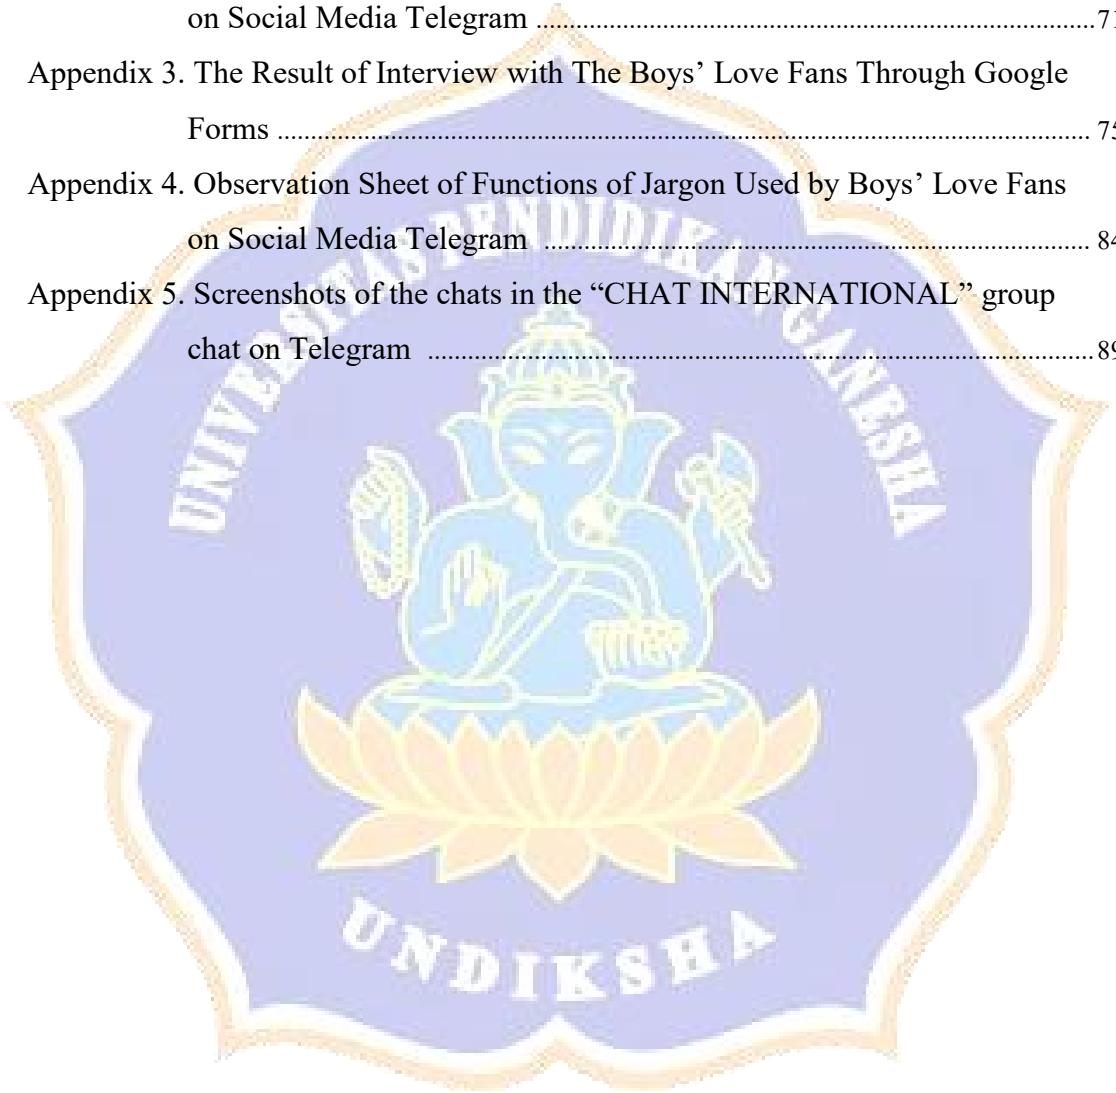 on Social Media Telegram ........................................................................ 71
Appendix 3. The Result of Interview with The Boys’ Love Fans Through Google
Forms ........................................................................................................ 75
Appendix 4. Observation Sheet of Functions of Jargon Used by Boys’ Love Fans
on Social Media Telegram ....................................................................... 84
Appendix 5. Screenshots of the chats in the “CHAT INTERNATIONAL” group
chat on Telegram ...................................................................................... 89
UNIVERSITAS PENDIDIKAN GANESHA
UNDIKSHA